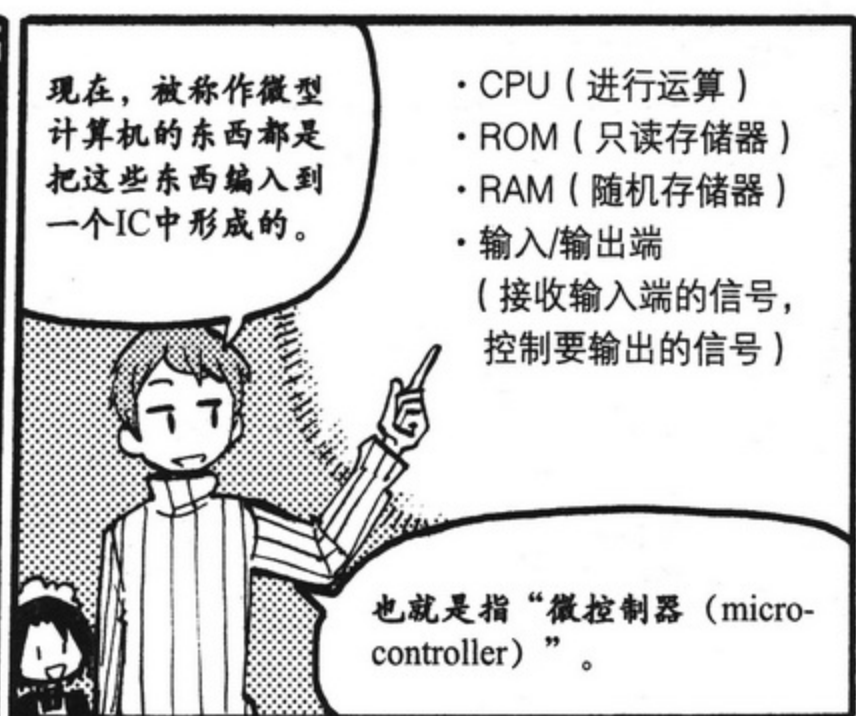 现在，被称作微型
计算机的东西都是
把这些东西编入到
一个IC中形成的。
・CPU（进行运算）
・ROM（只读存储器）
・RAM（随机存储器）
・输入/输出端
（接收输入端的信号，
控制要输出的信号）
也就是指“微控制器（micro-
controller）”。